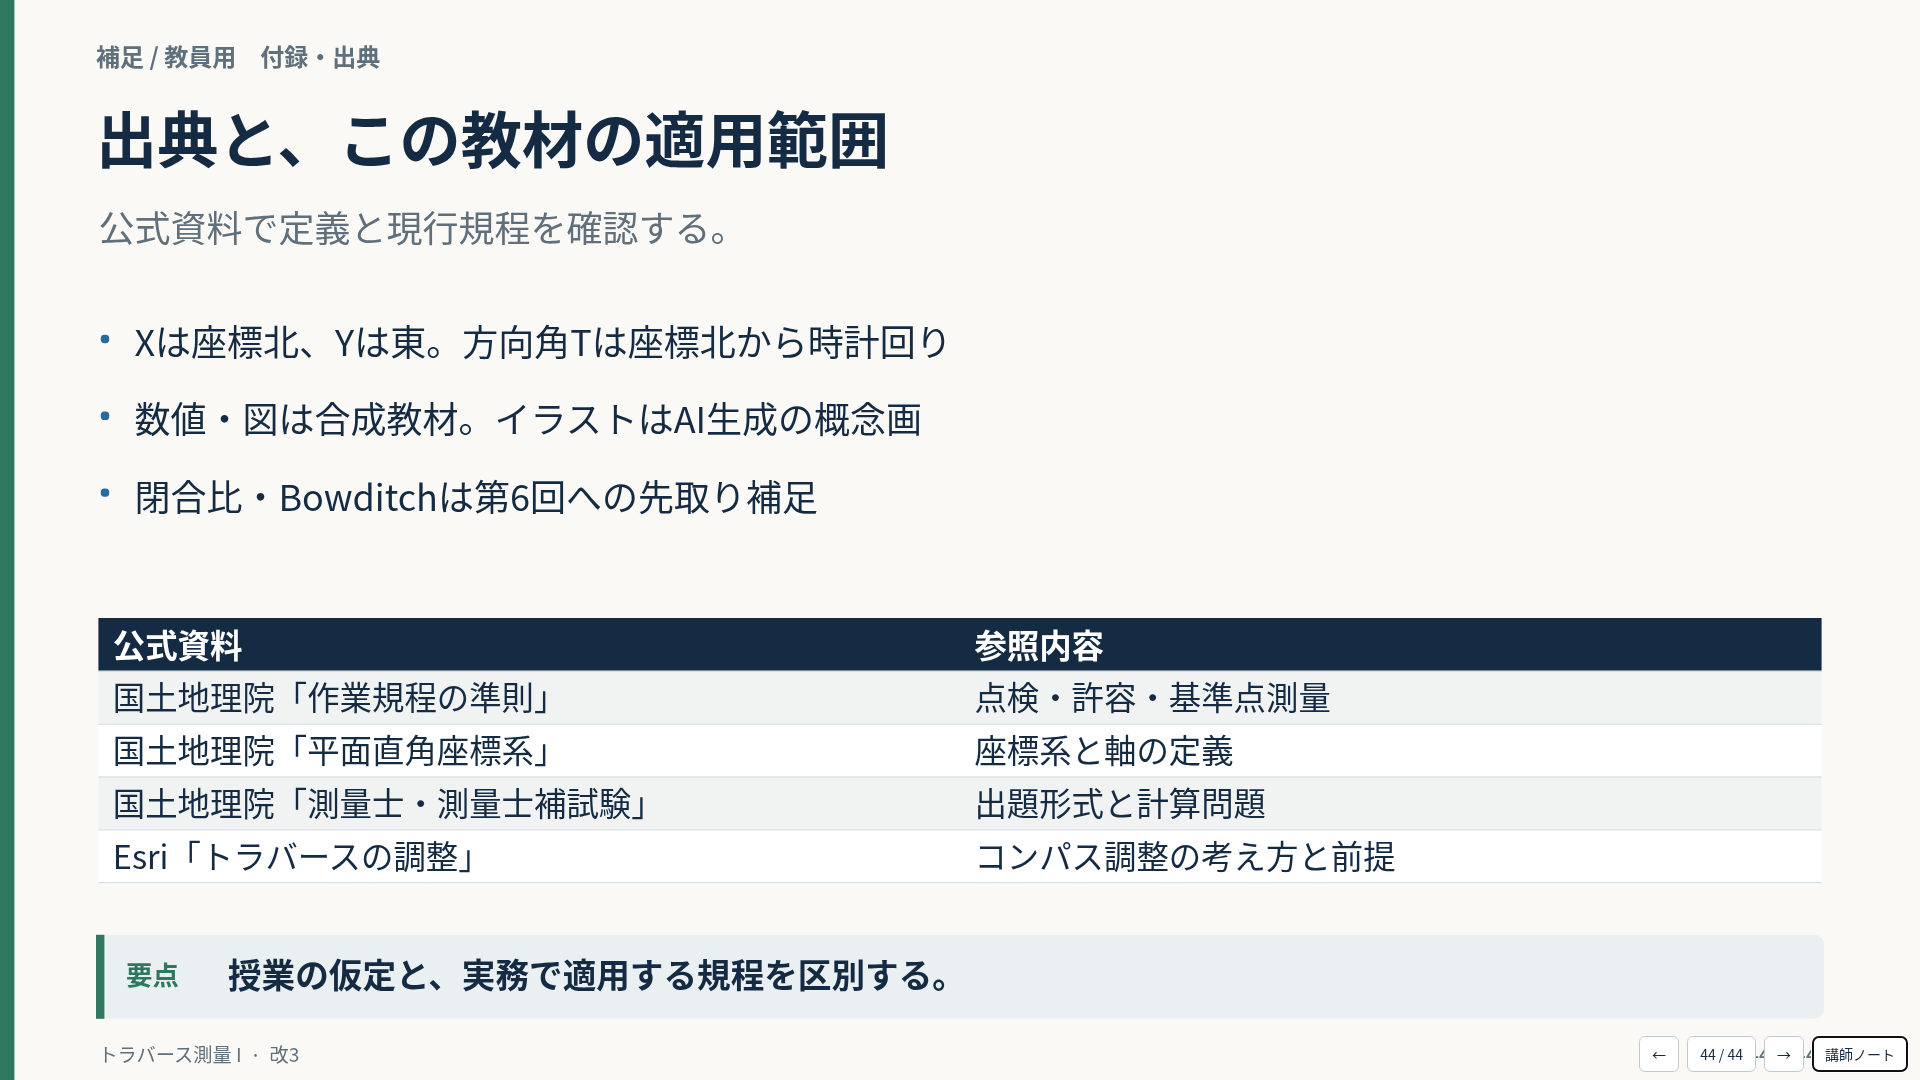 補足 / 教員用　付録・出典
出典と、この教材の適用範囲
公式資料で定義と現行規程を確認する。
• Xは座標北、Yは東。方向角Tは座標北から時計回り
• 数値・図は合成教材。イラストはAI生成の概念画
• 閉合比・Bowditchは第6回への先取り補足
公式資料　参照内容
国土地理院「作業規程の準則」　点検・許容・基準点測量
国土地理院「平面直角座標系」　座標系と軸の定義
国土地理院「測量士・測量士補試験」　出題形式と計算問題
Esri「トラバースの調整」　コンパス調整の考え方と前提
要点　授業の仮定と、実務で適用する規程を区別する。
トラバース測量 I · 改3
← 44 / 44 → 講師ノート